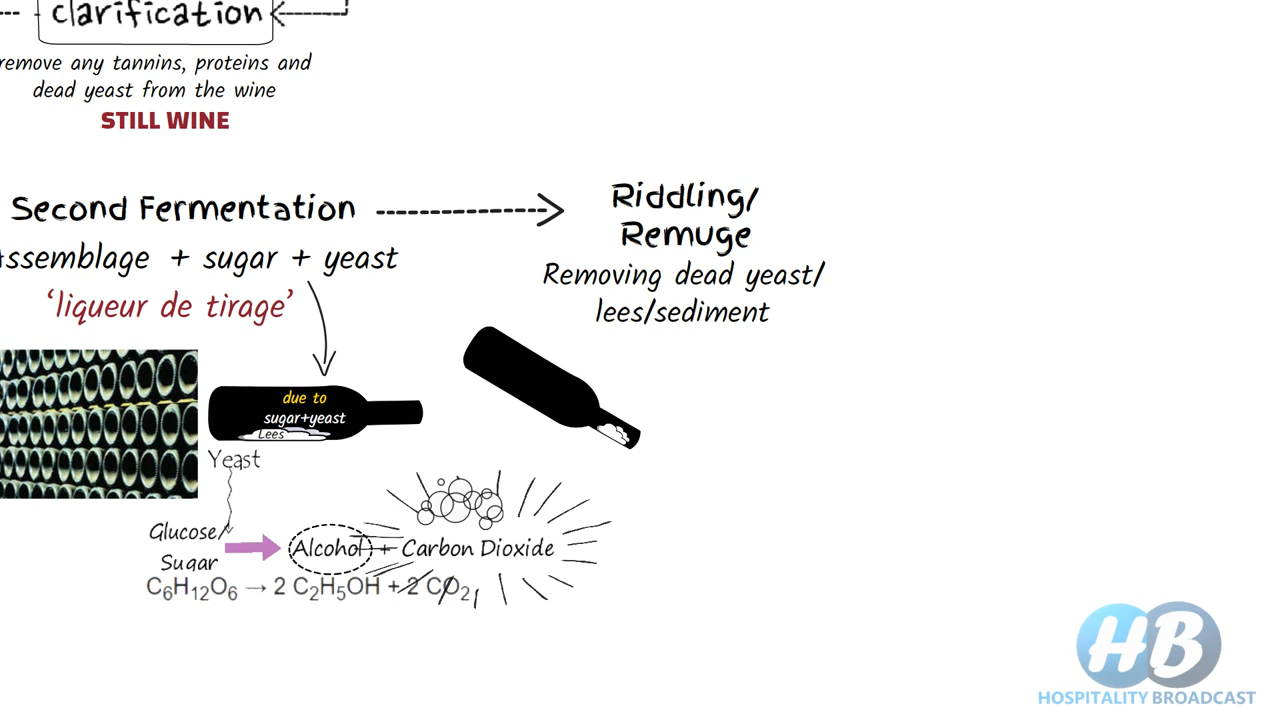 clarification
remove any tannins, proteins and
dead yeast from the wine
STILL WINE
Second Fermentation
Assemblage + sugar + yeast
‘liqueur de tirage’
due to
sugar+yeast
Lees
Yeast
Glucose/
Sugar
Alcohol + Carbon Dioxide
C₆H₁₂O₆ → 2 C₂H₅OH + 2 CO₂
Riddling/
Remuge
Removing dead yeast/
lees/sediment
HB
HOSPITALITY BROADCAST